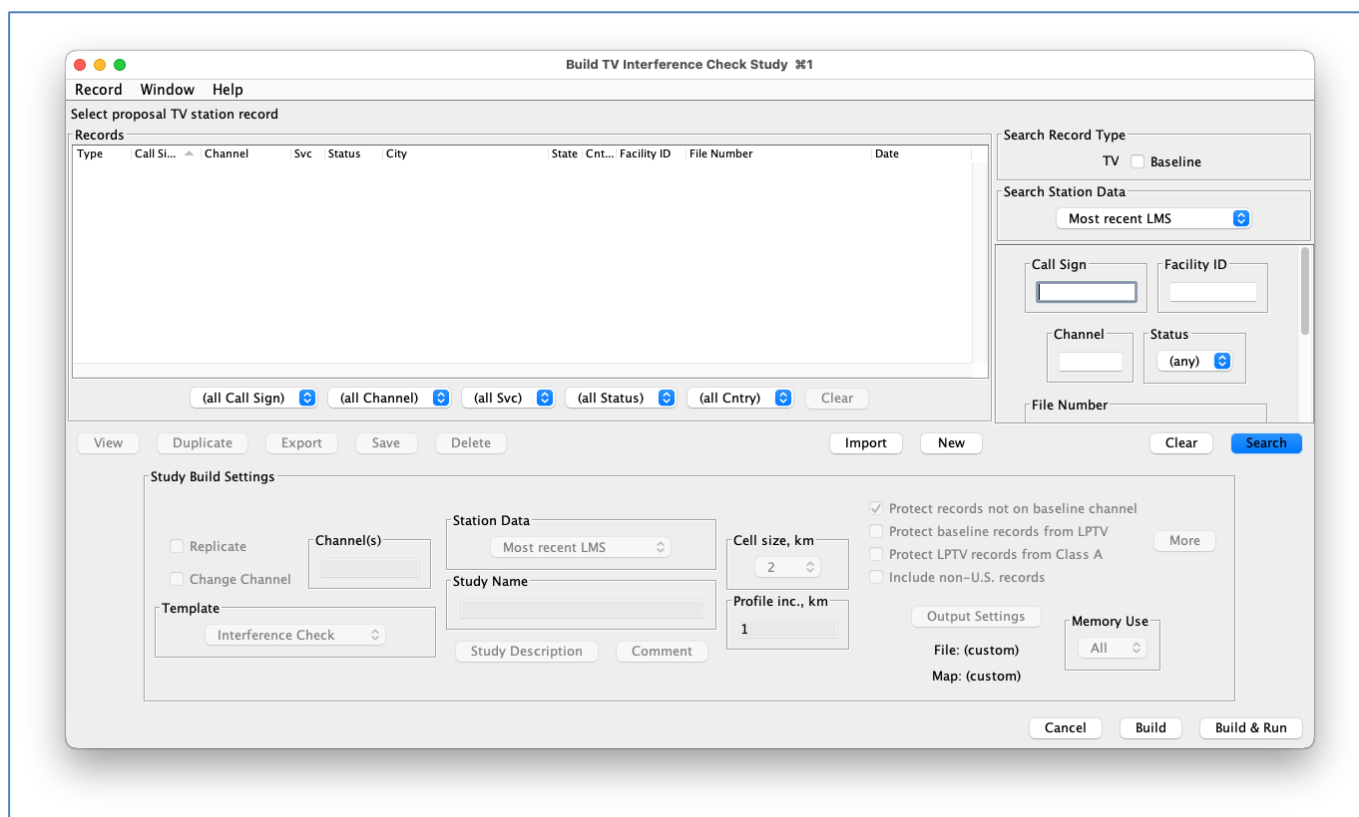 Build TV Interference Check Study ⌘1
Record Window Help
Select proposal TV station record
Records
Type Call Si... Channel Svc Status City State Cnt... Facility ID File Number Date
(all Call Sign) (all Channel) (all Svc) (all Status) (all Cntry) Clear
Search Record Type
TV Baseline
Search Station Data
Most recent LMS
Call Sign Facility ID
Channel Status
(any)
File Number
View Duplicate Export Save Delete Import New Clear Search
Study Build Settings
Replicate
Change Channel
Channel(s)
Template
Interference Check
Station Data
Most recent LMS
Study Name
Study Description Comment
Cell size, km
2
Profile inc., km
1
Protect records not on baseline channel
Protect baseline records from LPTV
Protect LPTV records from Class A
Include non-U.S. records
More
Output Settings
File: (custom)
Map: (custom)
Memory Use
All
Cancel Build Build & Run